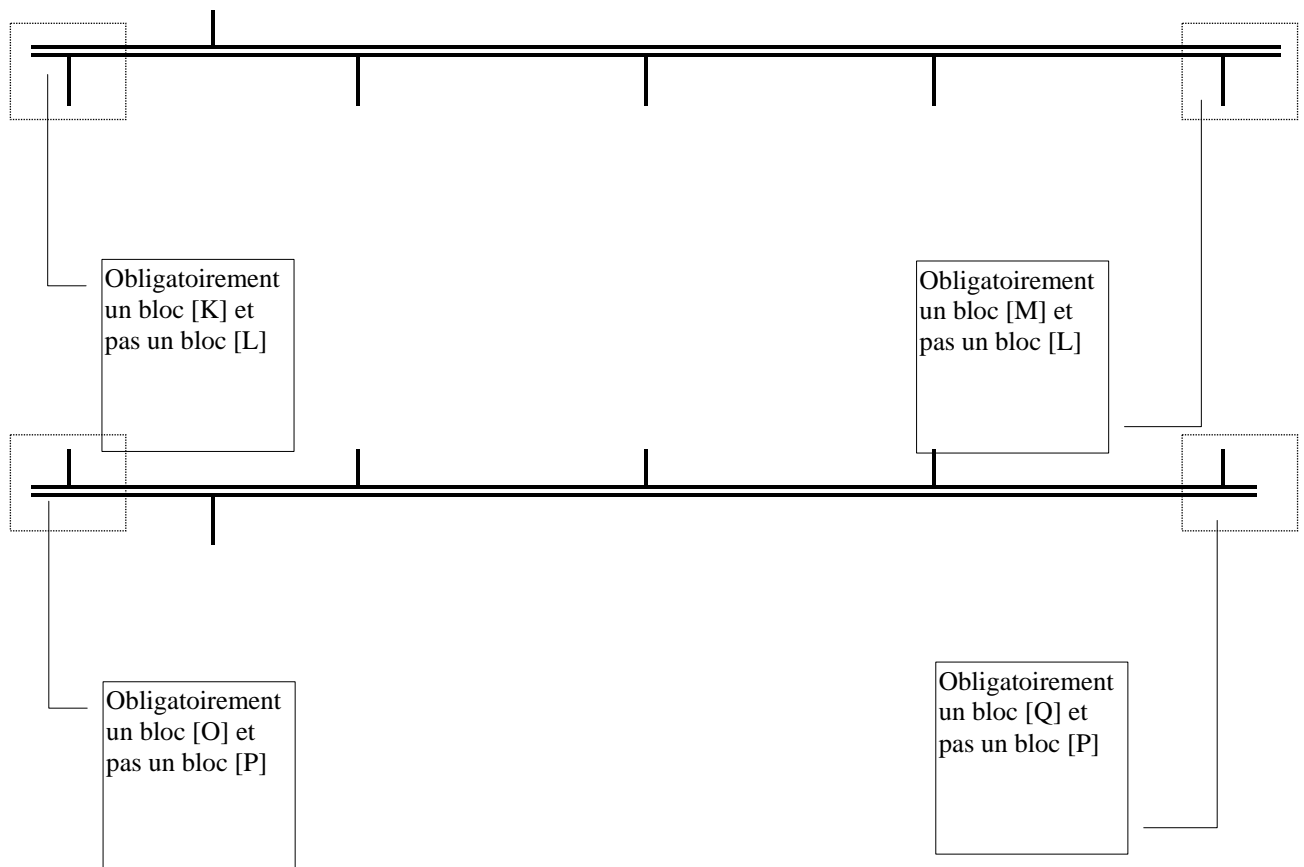 Obligatoirement
un bloc [K] et
pas un bloc [L]
Obligatoirement
un bloc [M] et
pas un bloc [L]
Obligatoirement
un bloc [O] et
pas un bloc [P]
Obligatoirement
un bloc [Q] et
pas un bloc [P]